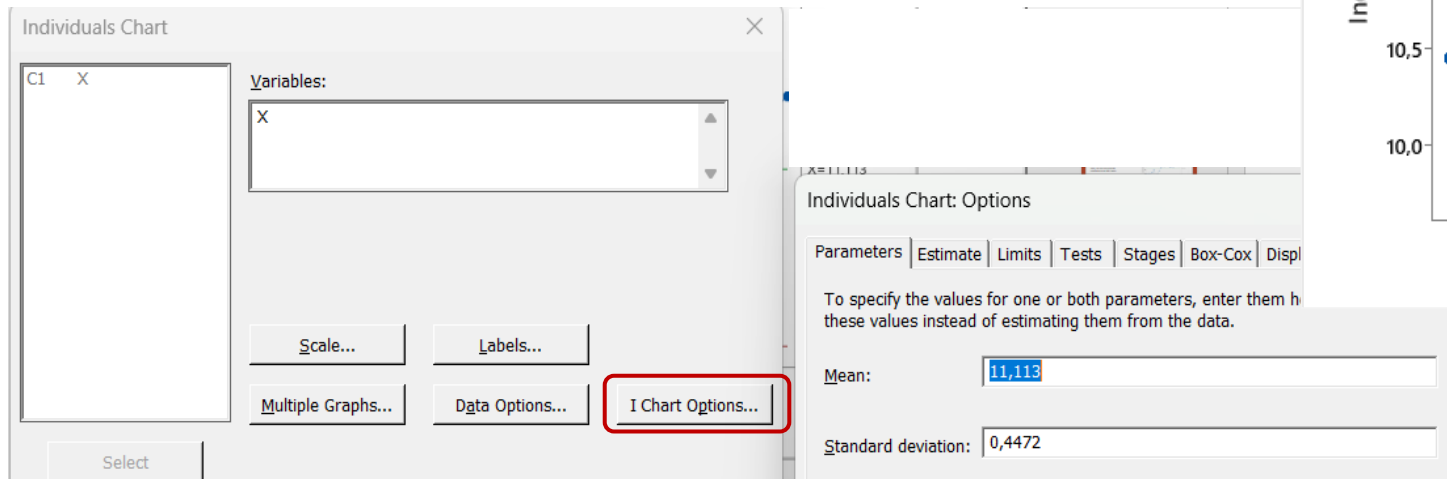 Individuals Chart
C1 X
Variables:
X
Scale...
Labels...
Multiple Graphs...
Data Options...
I Chart Options...
Select
10,5
10,0
Individuals Chart: Options
Parameters Estimate Limits Tests Stages Box-Cox Displ
To specify the values for one or both parameters, enter them h
these values instead of estimating them from the data.
Mean: 11,113
Standard deviation: 0,4472